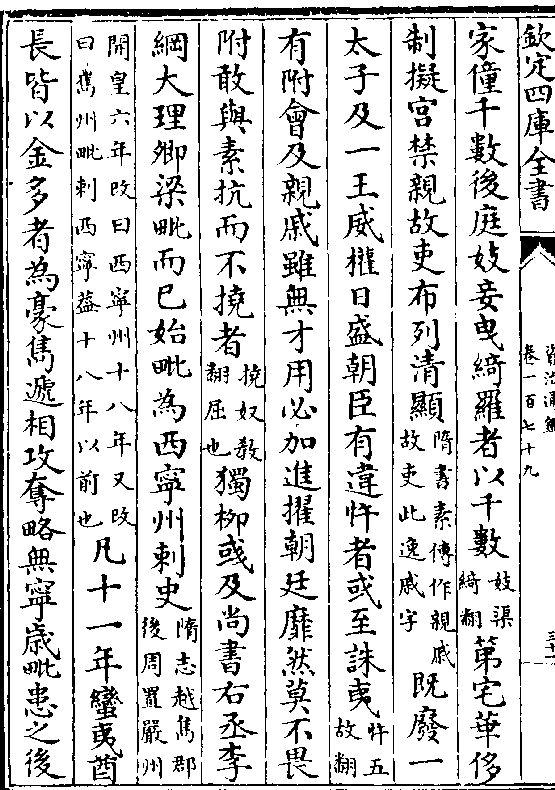 欽定四庫全書
資治通鑑
卷一百七十九
家僮千數後庭妓妾曳綺羅者以千數妓渠綺翻第宅華侈
制擬宫禁親故吏布列清顯隋書素傳作親戚故吏此逸戚字既廢一
太子及一王威權日盛朝臣有違忤者或至誅夷忤五故翻
有附會及親戚雖無才用必加進擢朝廷靡然莫不畏
附敢與素抗而不撓者撓奴敎翻屈也獨柳彧及尚書右丞李
綱大理卿梁毗而已始毗為西寧州刺史隋志越雋郡後周置嚴州
開皇六年改曰西寧州十八年又改曰雋州毗刺西寧葢十八年以前也凡十一年蠻夷酋
長皆以金多者為豪雋遞相攻奪略無寧歲毗患之後